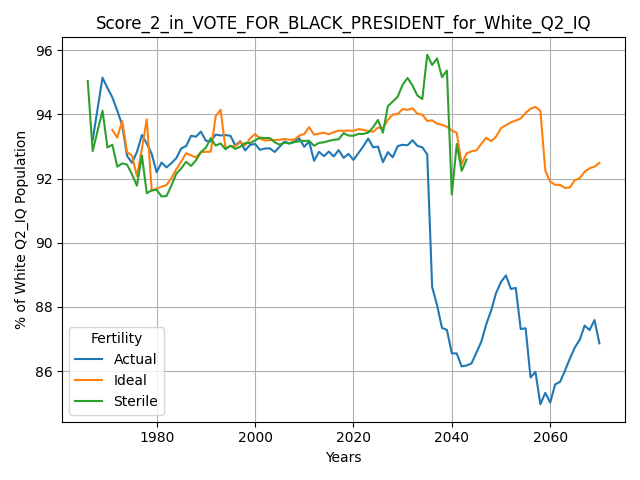 Score_2_in_VOTE_FOR_BLACK_PRESIDENT_for_White_Q2_IQ
% of White Q2_IQ Population
96
94
92
90
88
86
Fertility
Actual
Ideal
Sterile
1980
2000
2020
2040
2060
Years